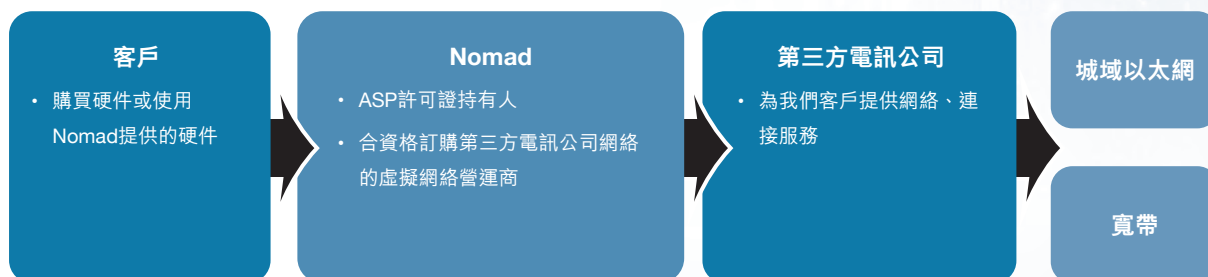 客戶
• 購買硬件或使用
Nomad提供的硬件
Nomad
• ASP許可證持有人
• 合資格訂購第三方電訊公司網絡
的虛擬網絡營運商
第三方電訊公司
• 為我們客戶提供網絡、連
接服務
城域以太網
寬帶